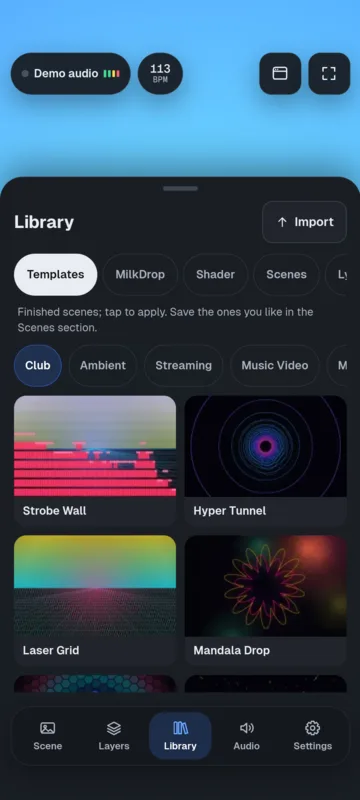 Demo audio
113
BPM
Library
Import
Templates
MilkDrop
Shader
Scenes
Finished scenes; tap to apply. Save the ones you like in the
Scenes section.
Club
Ambient
Streaming
Music Video
M
Strobe Wall
Hyper Tunnel
Laser Grid
Mandala Drop
Scene
Layers
Library
Audio
Settings